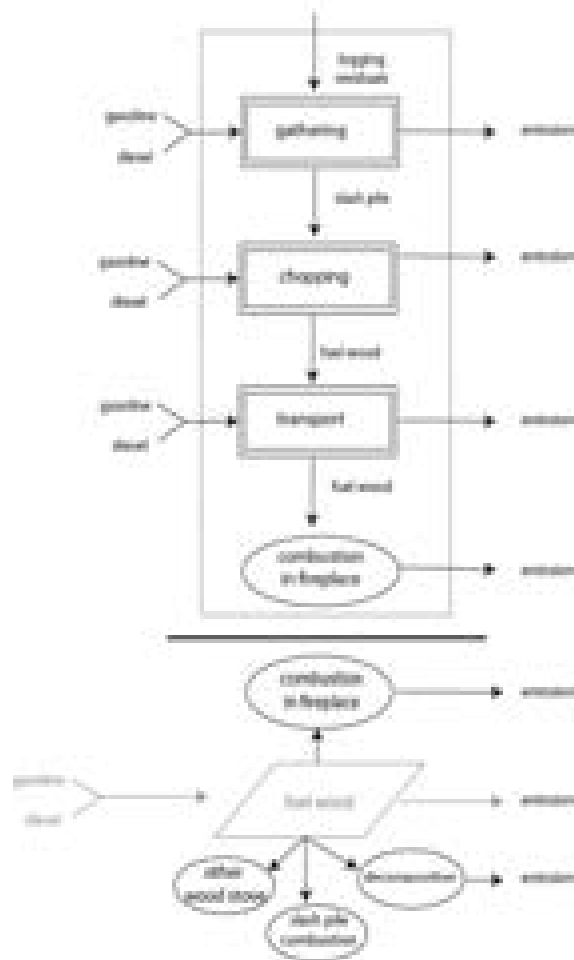 logging
residuals
gasoline
gathering
emission
diesel
slash pile
gasoline
chopping
emission
diesel
fuel wood
gasoline
transport
emission
diesel
fuel wood
combustion
in fireplace
emission
combustion
in fireplace
emission
gasoline
fuel wood
emission
diesel
other
wood stove
decomposition
emission
slash pile
combustion